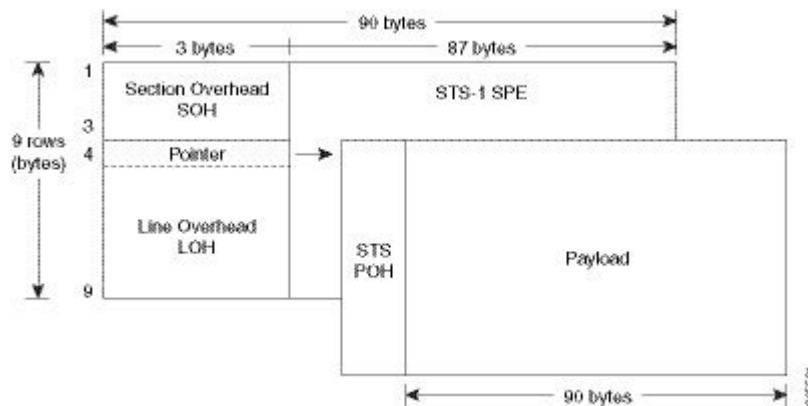 90 bytes
3 bytes
87 bytes
1
Section Overhead
SOH
STS-1 SPE
3
9 rows
(bytes)
4
Pointer
Line Overhead
LOH
STS
POH
Payload
9
90 bytes